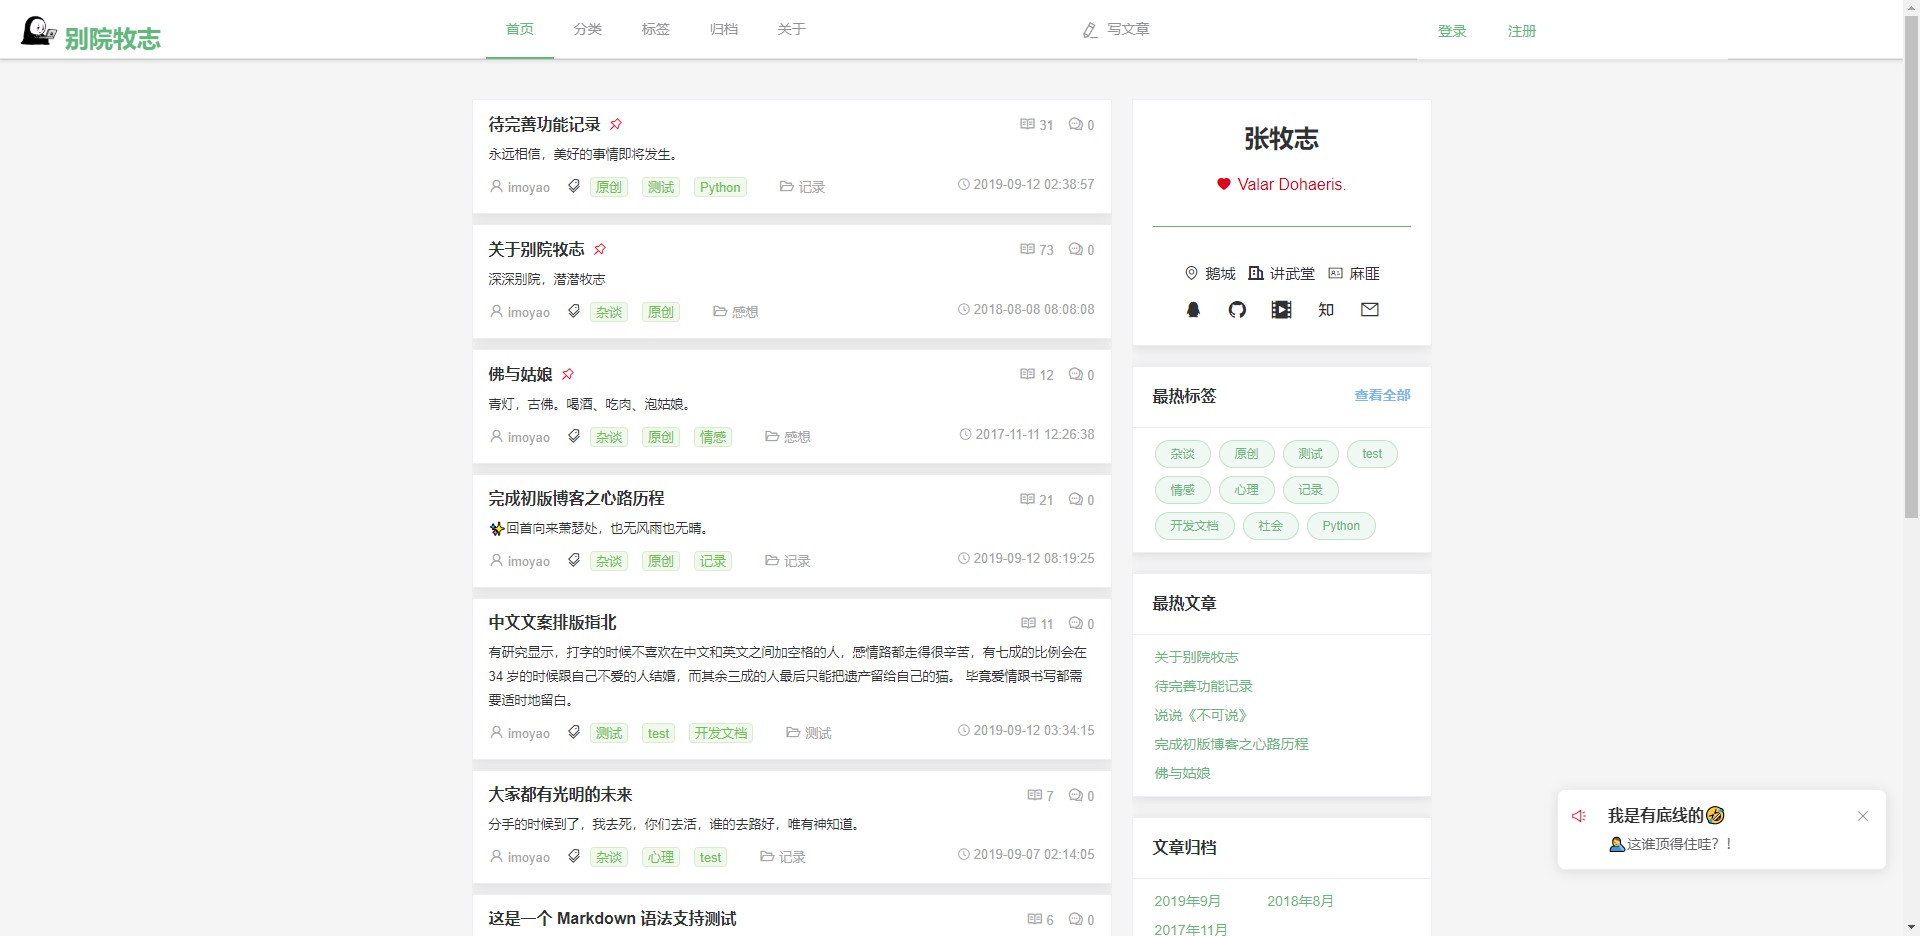 别院牧志
首页 分类 标签 归档 关于 写文章 登录 注册
待完善功能记录 31 0
永远相信，美好的事情即将发生。
imoyao 原创 测试 Python 记录 2019-09-12 02:38:57
关于别院牧志 73 0
深深别院，潜潜牧志
imoyao 杂谈 原创 感想 2018-08-08 08:08:08
佛与姑娘 12 0
青灯，古佛。喝酒、吃肉、泡姑娘。
imoyao 杂谈 原创 情感 感想 2017-11-11 12:26:38
完成初版博客之心路历程 21 0
✨回首向来萧瑟处，也无风雨也无晴。
imoyao 杂谈 原创 记录 记录 2019-09-12 08:19:25
中文文案排版指北 11 0
有研究显示，打字的时候不喜欢在中文和英文之间加空格的人，感情路都走得很辛苦，有七成的比例会在
34 岁的时候跟自己不爱的人结婚，而其余三成的人最后只能把遗产留给自己的猫。 毕竟爱情跟书写都需
要适时地留白。
imoyao 测试 test 开发文档 测试 2019-09-12 03:34:15
大家都有光明的未来 7 0
分手的时候到了，我去死，你们去活，谁的去路好，唯有神知道。
imoyao 杂谈 心理 test 记录 2019-09-07 02:14:05
这是一个 Markdown 语法支持测试 6 0
张牧志
Valar Dohaeris.
鹅城 讲武堂 麻匪
知
最热标签 查看全部
杂谈 原创 测试 test
情感 心理 记录
开发文档 社会 Python
最热文章
关于别院牧志
待完善功能记录
说说《不可说》
完成初版博客之心路历程
佛与姑娘
文章归档
2019年9月 2018年8月
2017年11月
我是有底线的🤣
🤦这谁顶得住哇？！